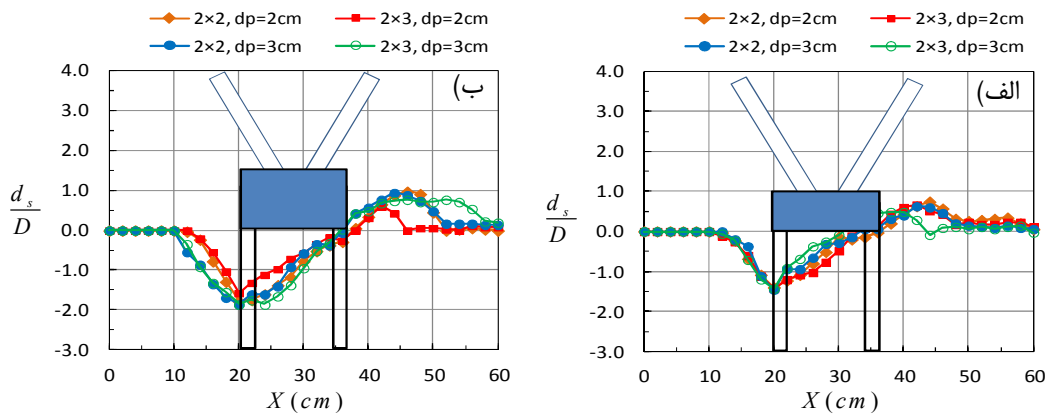 2×2, dp=2cm 2×3, dp=2cm
2×2, dp=3cm 2×3, dp=3cm
الف)
4.0
3.0
2.0
1.0
0.0
-1.0
-2.0
-3.0
d_s
D
0 10 20 30 40 50 60
X (cm)
2×2, dp=2cm 2×3, dp=2cm
2×2, dp=3cm 2×3, dp=3cm
ب)
4.0
3.0
2.0
1.0
0.0
-1.0
-2.0
-3.0
d_s
D
0 10 20 30 40 50 60
X (cm)